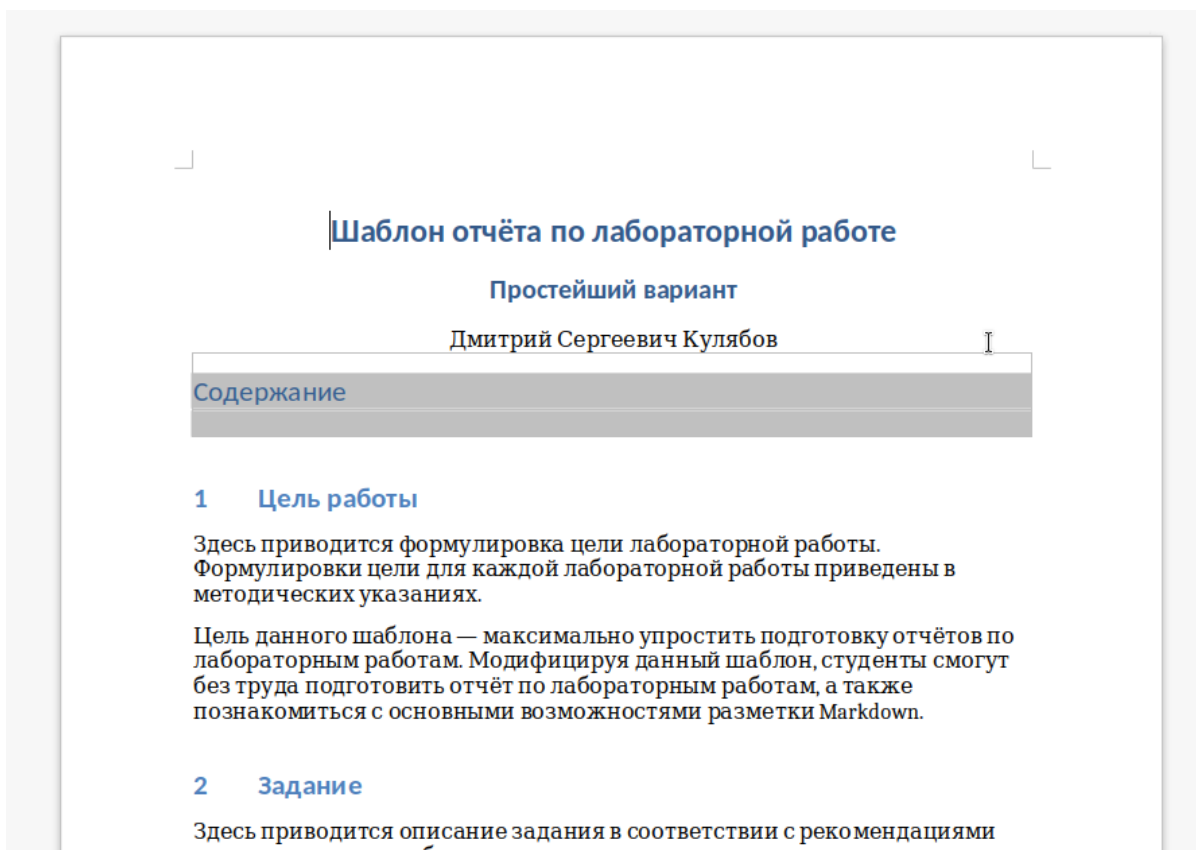 Шаблон отчёта по лабораторной работе
Простейший вариант
Дмитрий Сергеевич Кулябов
Содержание
1 Цель работы
Здесь приводится формулировка цели лабораторной работы.
Формулировки цели для каждой лабораторной работы приведены в
методических указаниях.
Цель данного шаблона — максимально упростить подготовку отчётов по
лабораторным работам. Модифицируя данный шаблон, студенты смогут
без труда подготовить отчёт по лабораторным работам, а также
познакомиться с основными возможностями разметки Markdown.
2 Задание
Здесь приводится описание задания в соответствии с рекомендациями